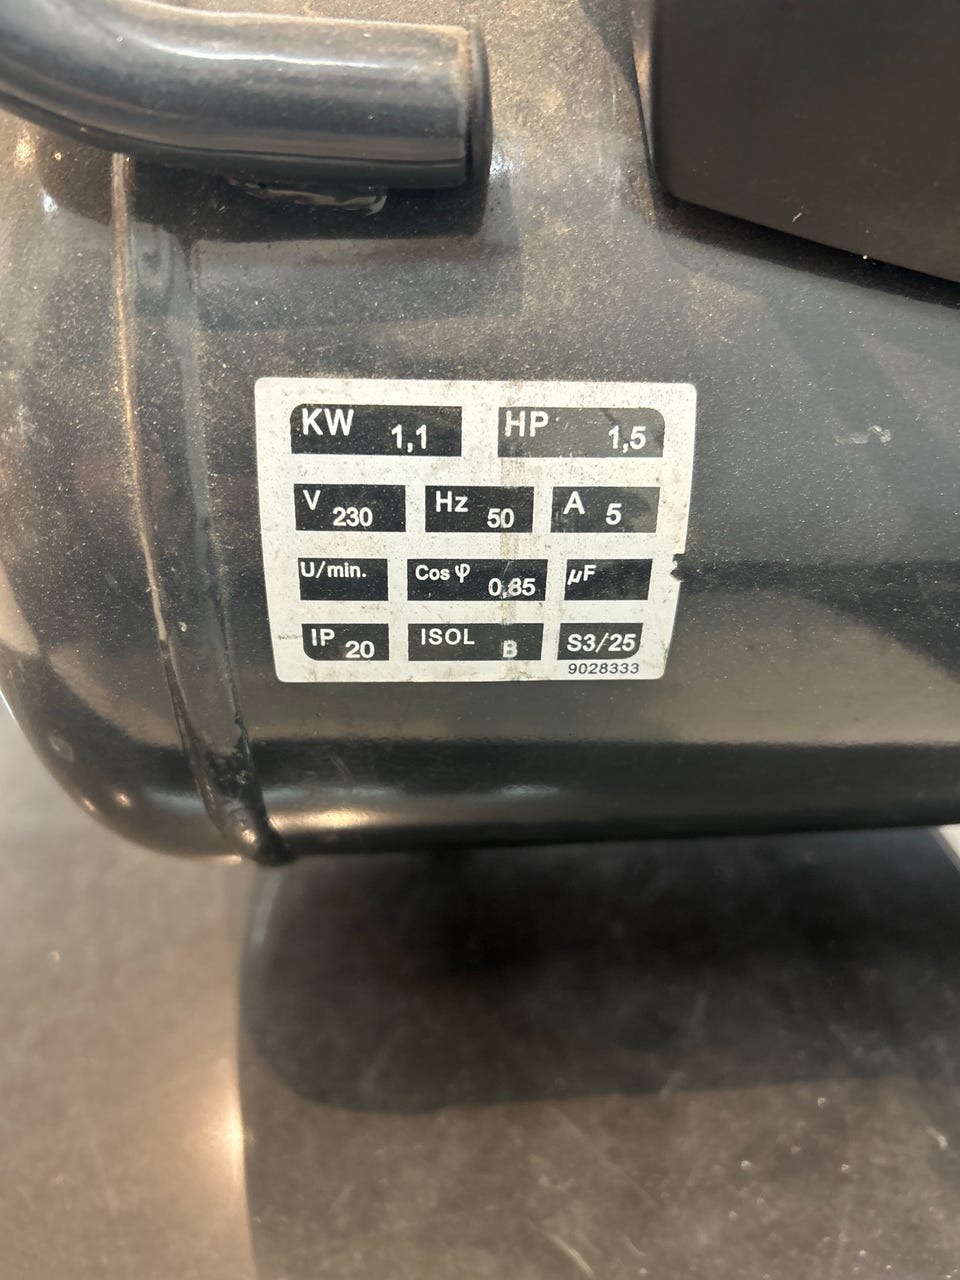 KW 1,1 HP 1,5
V 230 Hz 50 A 5
U/min. Cos φ 0,85 µF
IP 20 ISOL B S3/25
9028333